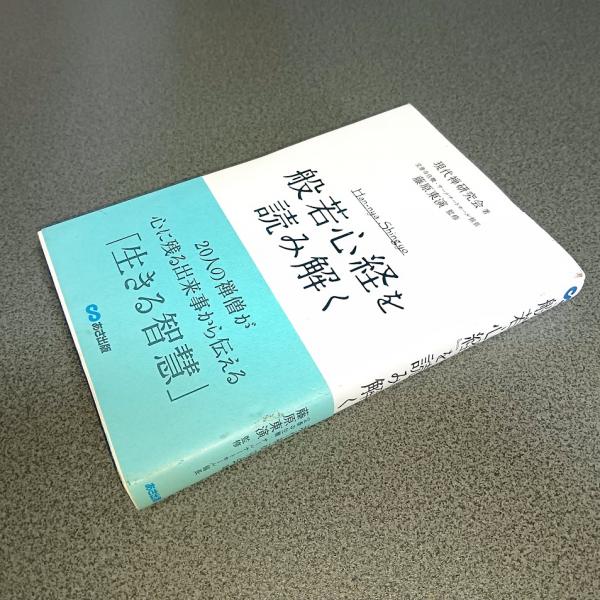 現代禅研究会 著
藤原東演 監修
般若心経を
読み解く
Hannya-Shingyo
20人の禅僧が
心に残る出来事から伝える
「生きる智慧」
あさ出版
般若心経を読み解く
藤原東演 監修
あさ出版